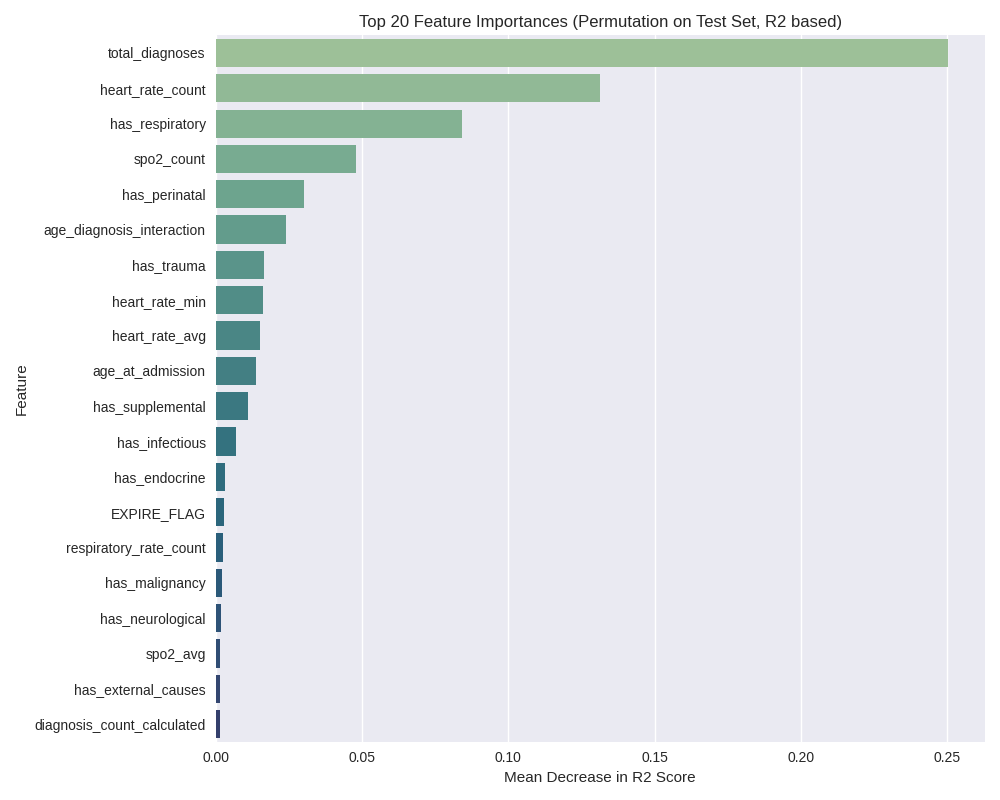 Top 20 Feature Importances (Permutation on Test Set, R2 based)
total_diagnoses
heart_rate_count
has_respiratory
spo2_count
has_perinatal
age_diagnosis_interaction
has_trauma
heart_rate_min
heart_rate_avg
age_at_admission
has_supplemental
has_infectious
has_endocrine
EXPIRE_FLAG
respiratory_rate_count
has_malignancy
has_neurological
spo2_avg
has_external_causes
diagnosis_count_calculated
Feature
0.00 0.05 0.10 0.15 0.20 0.25
Mean Decrease in R2 Score